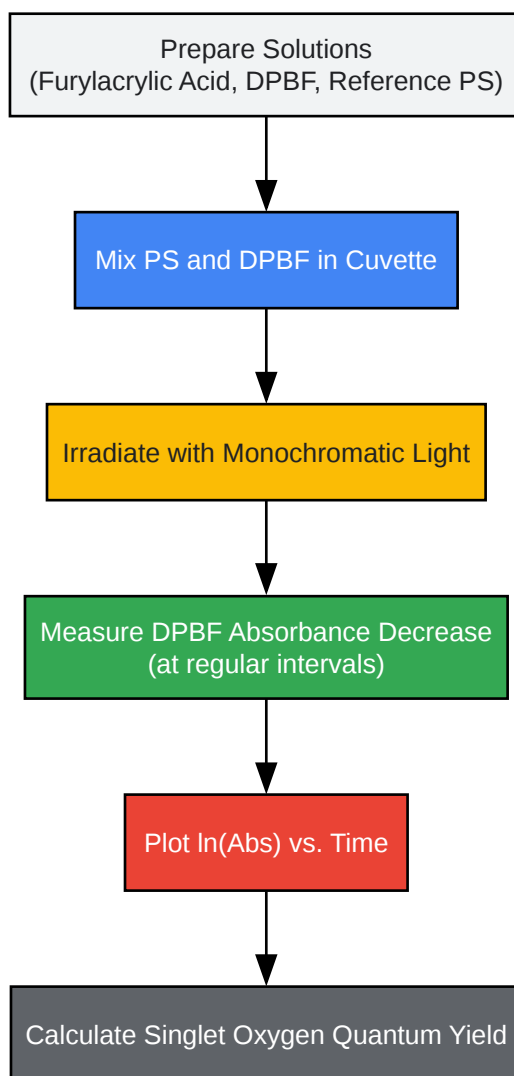 Prepare Solutions
(Furylacrylic Acid, DPBF, Reference PS)
Mix PS and DPBF in Cuvette
Irradiate with Monochromatic Light
Measure DPBF Absorbance Decrease
(at regular intervals)
Plot ln(Abs) vs. Time
Calculate Singlet Oxygen Quantum Yield